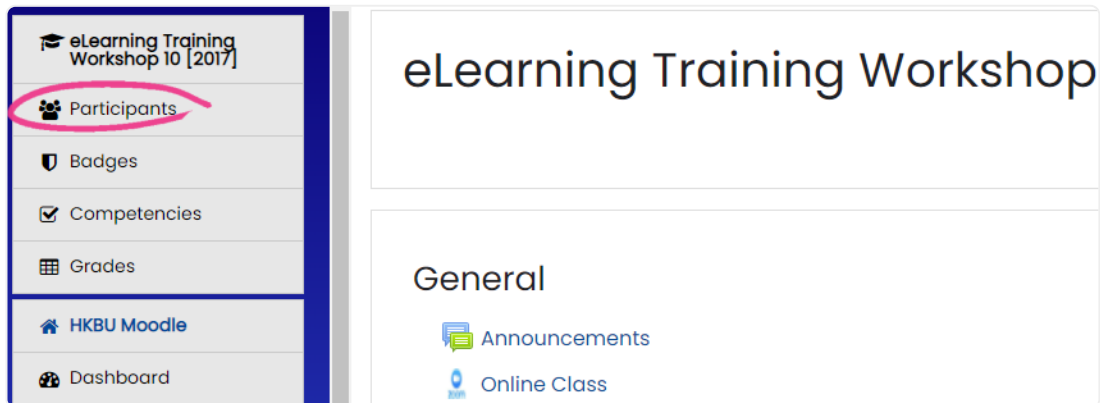 eLearning Training
Workshop 10 [2017]
Participants
Badges
Competencies
Grades
HKBU Moodle
Dashboard
eLearning Training Workshop
General
Announcements
zoom
Online Class